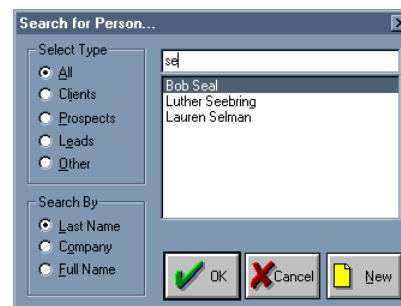 Search for Person...
Select Type
All
Clients
Prospects
Leads
Other
Search By
Last Name
Company
Full Name
se
Bob Seal
Luther Seebring
Lauren Selman
OK
Cancel
New